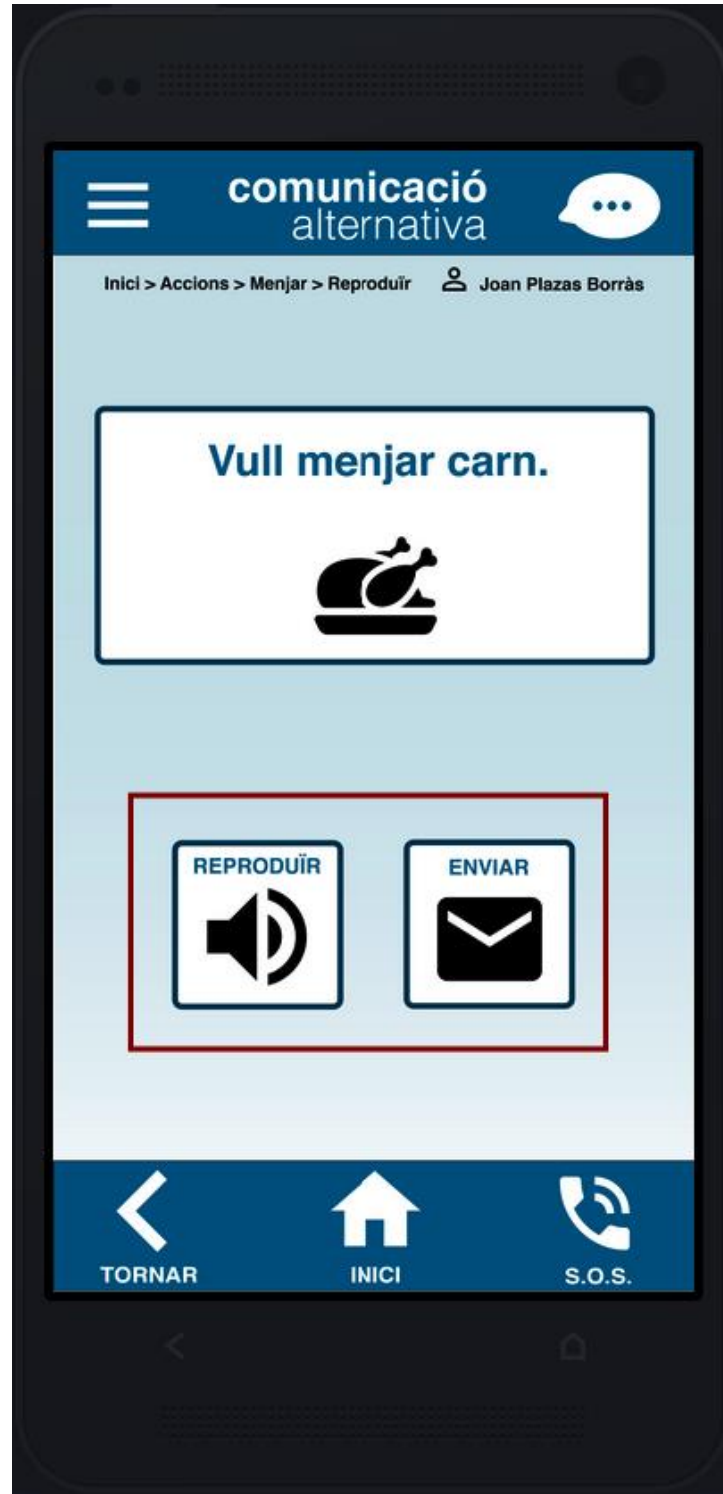 comunicació
alternativa
Inici > Accions > Menjar > Reproduïr Joan Plazas Borràs
Vull menjar carn.
REPRODUÏR ENVIAR
TORNAR INICI S.O.S.